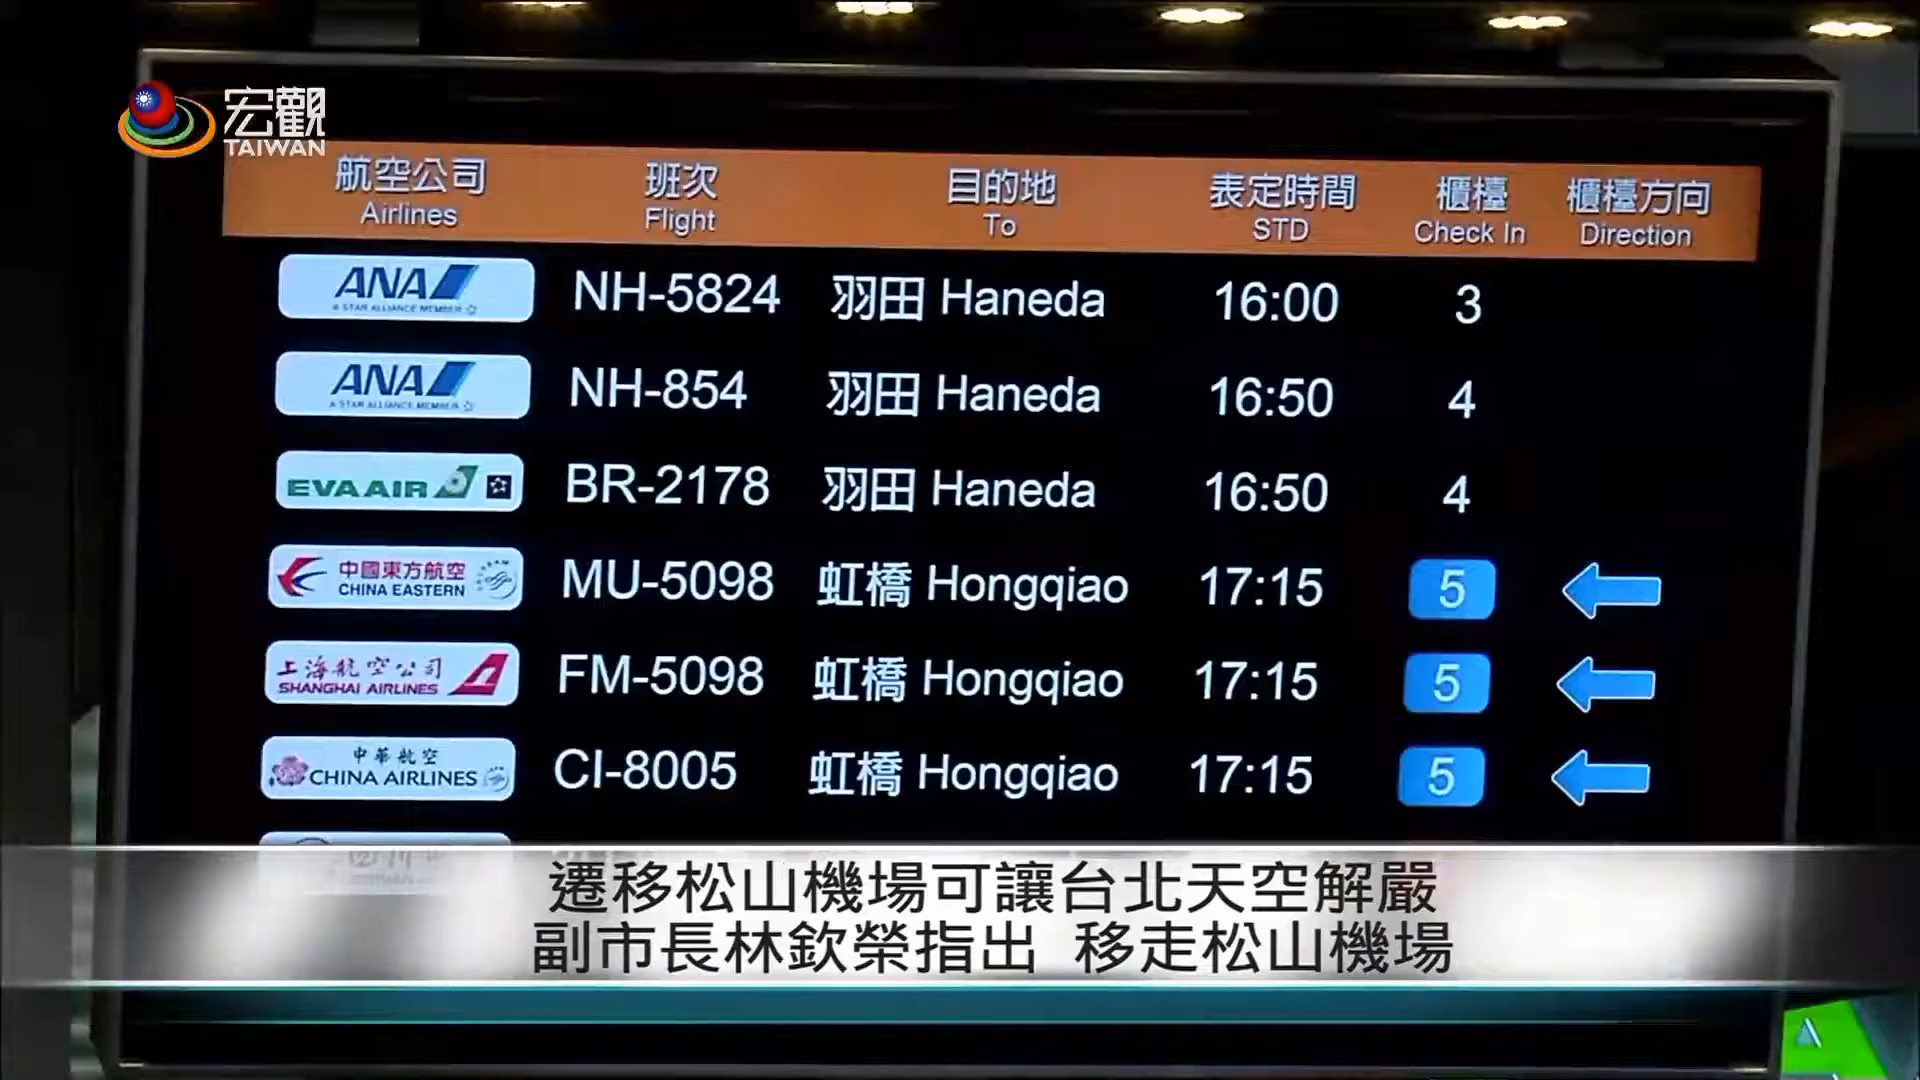 宏觀
TAIWAN
航空公司 班次 目的地 表定時間 櫃檯 櫃檯方向
Airlines Flight To STD Check In Direction
ANA NH-5824 羽田 Haneda 16:00 3
A STAR ALLIANCE MEMBER
ANA NH-854 羽田 Haneda 16:50 4
A STAR ALLIANCE MEMBER
EVA AIR BR-2178 羽田 Haneda 16:50 4
中國東方航空
CHINA EASTERN MU-5098 虹橋 Hongqiao 17:15 5
上海航空公司
SHANGHAI AIRLINES FM-5098 虹橋 Hongqiao 17:15 5
中華航空
CHINA AIRLINES CI-8005 虹橋 Hongqiao 17:15 5
遷移松山機場可讓台北天空解嚴
副市長林欽榮指出 移走松山機場